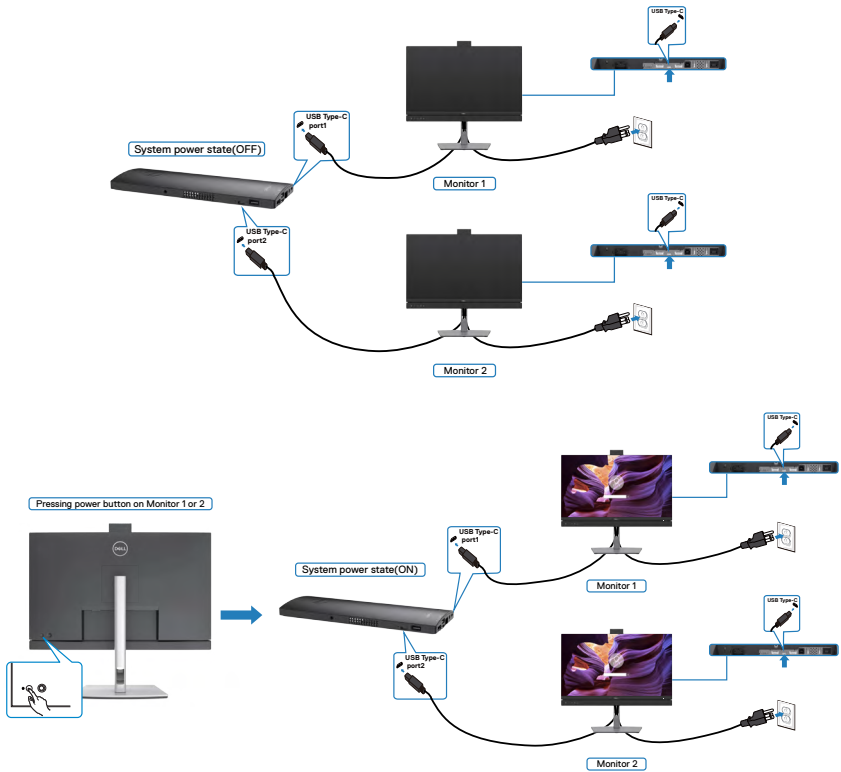 USB Type-C
USB Type-C
port1
System power state(OFF)
Monitor 1
USB Type-C
USB Type-C
port2
Monitor 2
USB Type-C
Pressing power button on Monitor 1 or 2
USB Type-C
port1
DELL
System power state(ON)
Monitor 1
USB Type-C
USB Type-C
port2
Monitor 2